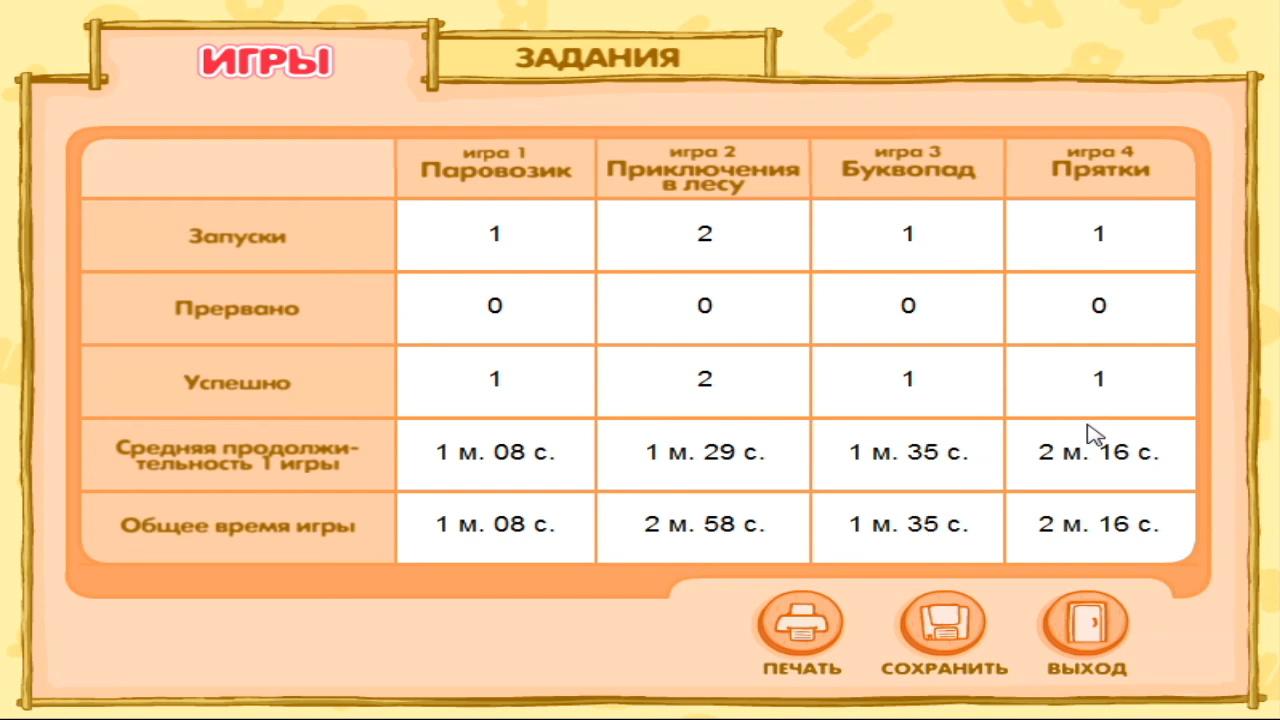 ИГРЫ
ЗАДАНИЯ
игра 1
Паровозик
игра 2
Приключения
в лесу
игра 3
Буквопад
игра 4
Прятки
Запуски
1
2
1
1
Прервано
0
0
0
0
Успешно
1
2
1
1
Средняя продолжи-
тельность 1 игры
1 м. 08 с.
1 м. 29 с.
1 м. 35 с.
2 м. 16 с.
Общее время игры
1 м. 08 с.
2 м. 58 с.
1 м. 35 с.
2 м. 16 с.
ПЕЧАТЬ
СОХРАНИТЬ
ВЫХОД